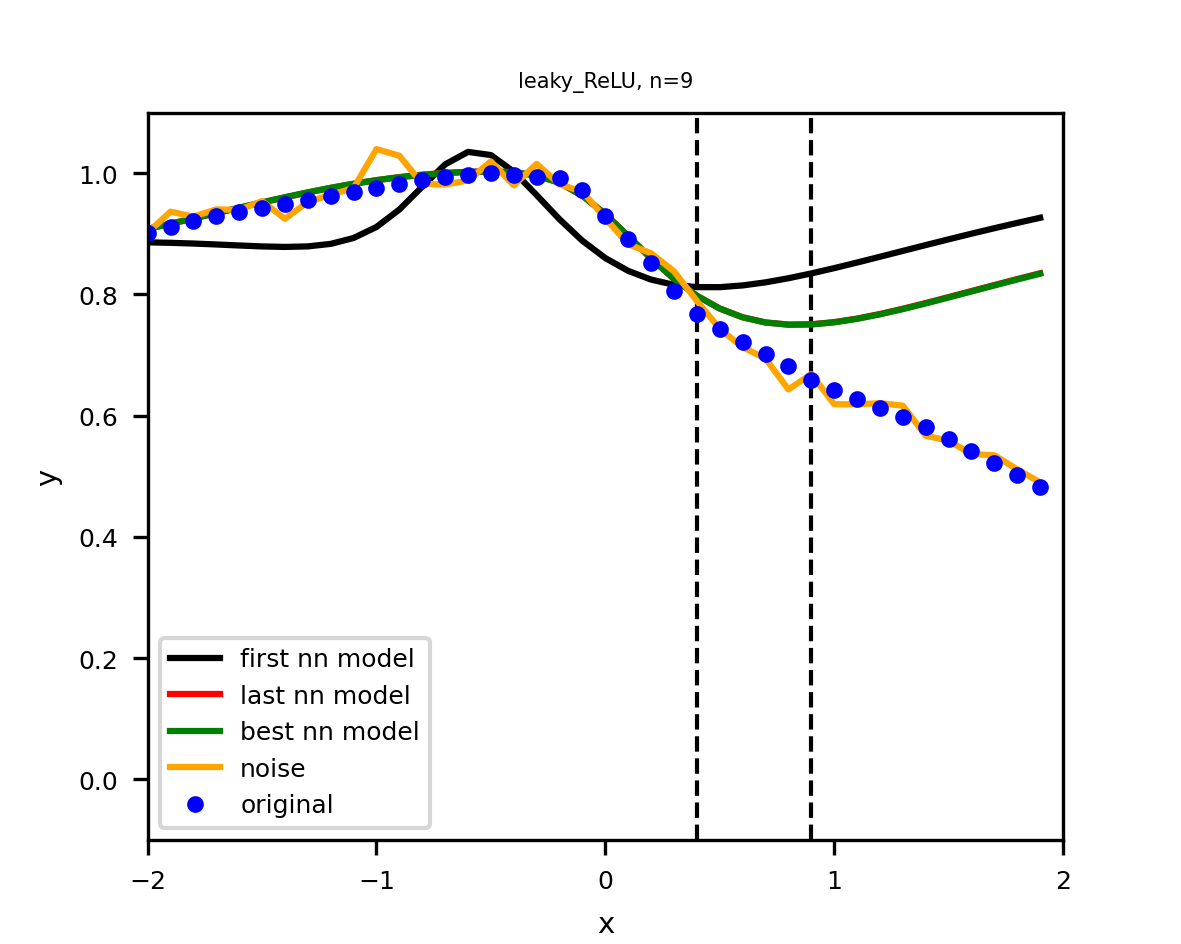 leaky_ReLU, n=9
1.0
0.8
0.6
0.4
0.2
0.0
y
first nn model
last nn model
best nn model
noise
original
−2
−1
0
1
2
x